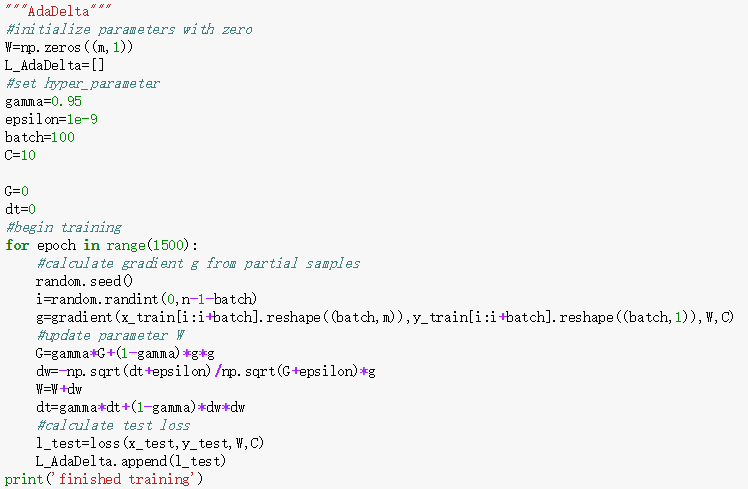 """AdaDelta"""
#initialize parameters with zero
W=np.zeros((m,1))
L_AdaDelta=[]
#set hyper_parameter
gamma=0.95
epsilon=1e-9
batch=100
C=10
G=0
dt=0
#begin training
for epoch in range(1500):
    #calculate gradient g from partial samples
    random.seed()
    i=random.randint(0,n-1-batch)
    g=gradient(x_train[i:i+batch].reshape((batch,m)),y_train[i:i+batch].reshape((batch,1)),W,C)
    #update parameter W
    G=gamma*G+(1-gamma)*g*g
    dw=-np.sqrt(dt+epsilon)/np.sqrt(G+epsilon)*g
    W=W+dw
    dt=gamma*dt+(1-gamma)*dw*dw
    #calculate test loss
    l_test=loss(x_test,y_test,W,C)
    L_AdaDelta.append(l_test)
print('finished training')